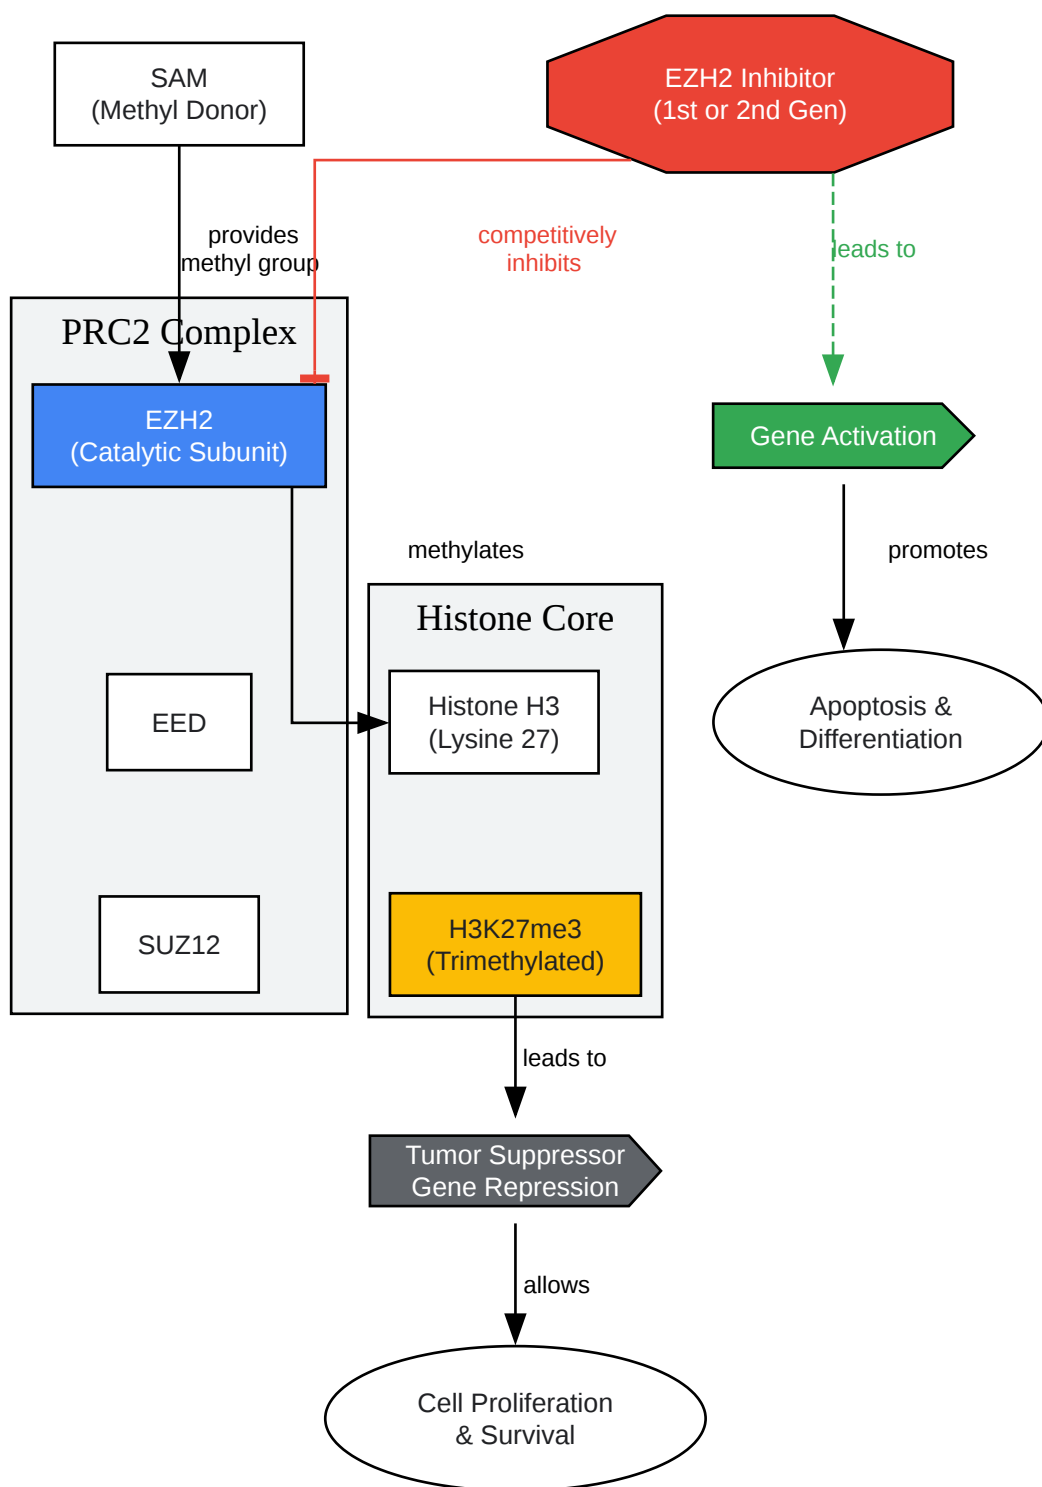 SAM
(Methyl Donor)
EZH2 Inhibitor
(1st or 2nd Gen)
provides
methyl group
competitively
inhibits
leads to
PRC2 Complex
EZH2
(Catalytic Subunit)
Gene Activation
methylates
promotes
Histone Core
EED
Histone H3
(Lysine 27)
Apoptosis &
Differentiation
SUZ12
H3K27me3
(Trimethylated)
leads to
Tumor Suppressor
Gene Repression
allows
Cell Proliferation
& Survival